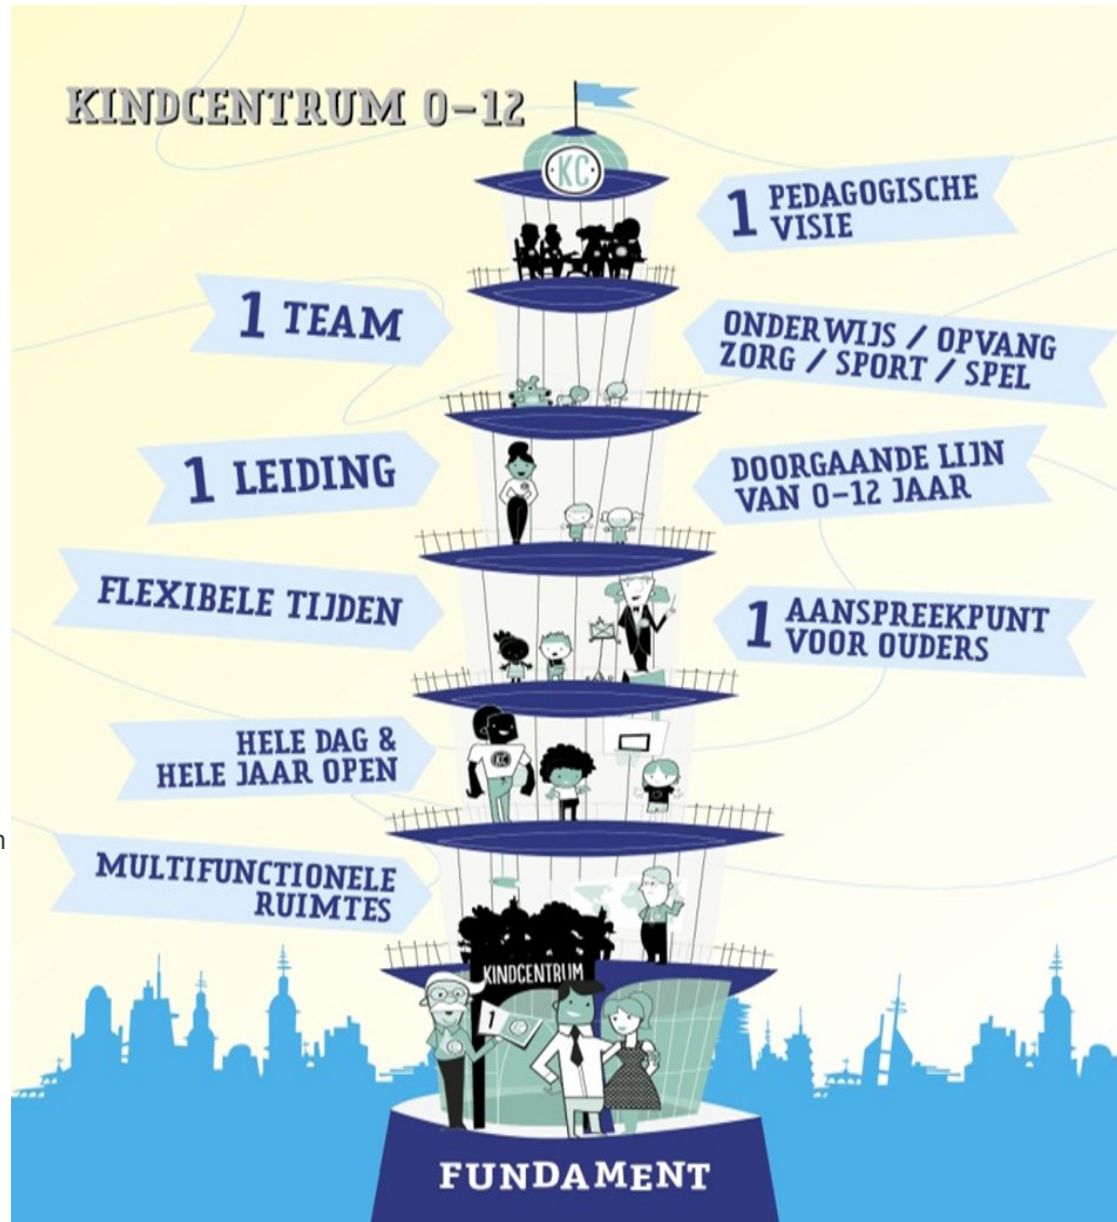 KINDCENTRUM 0-12
KC
1 PEDAGOGISCHE
VISIE
1 TEAM
ONDERWIJS / OPVANG
ZORG / SPORT / SPEL
1 LEIDING
DOORGAANDE LIJN
VAN 0-12 JAAR
FLEXIBELE TIJDEN
1 AANSPREEKPUNT
VOOR OUDERS
HELE DAG &
HELE JAAR OPEN
KC
MULTIFUNCTIONELE
RUIMTES
KINDCENTRUM
1
FUNDAMENT